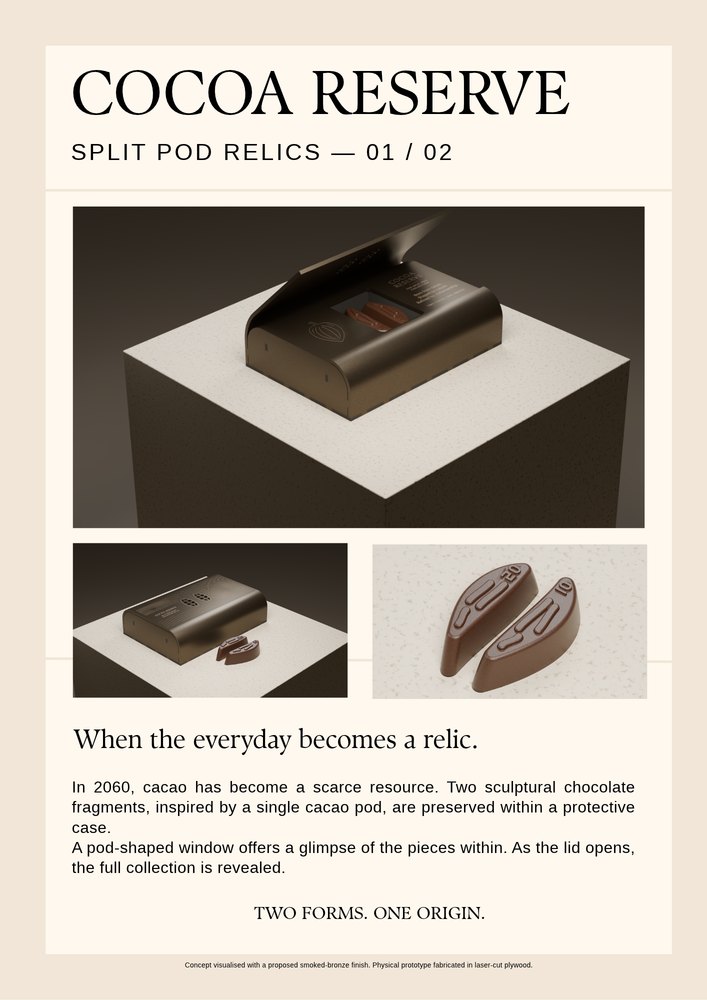 COCOA RESERVE
SPLIT POD RELICS — 01 / 02
20
10
When the everyday becomes a relic.
In 2060, cacao has become a scarce resource. Two sculptural chocolate
fragments, inspired by a single cacao pod, are preserved within a protective
case.
A pod-shaped window offers a glimpse of the pieces within. As the lid opens,
the full collection is revealed.
TWO FORMS. ONE ORIGIN.
Concept visualised with a proposed smoked-bronze finish. Physical prototype fabricated in laser-cut plywood.